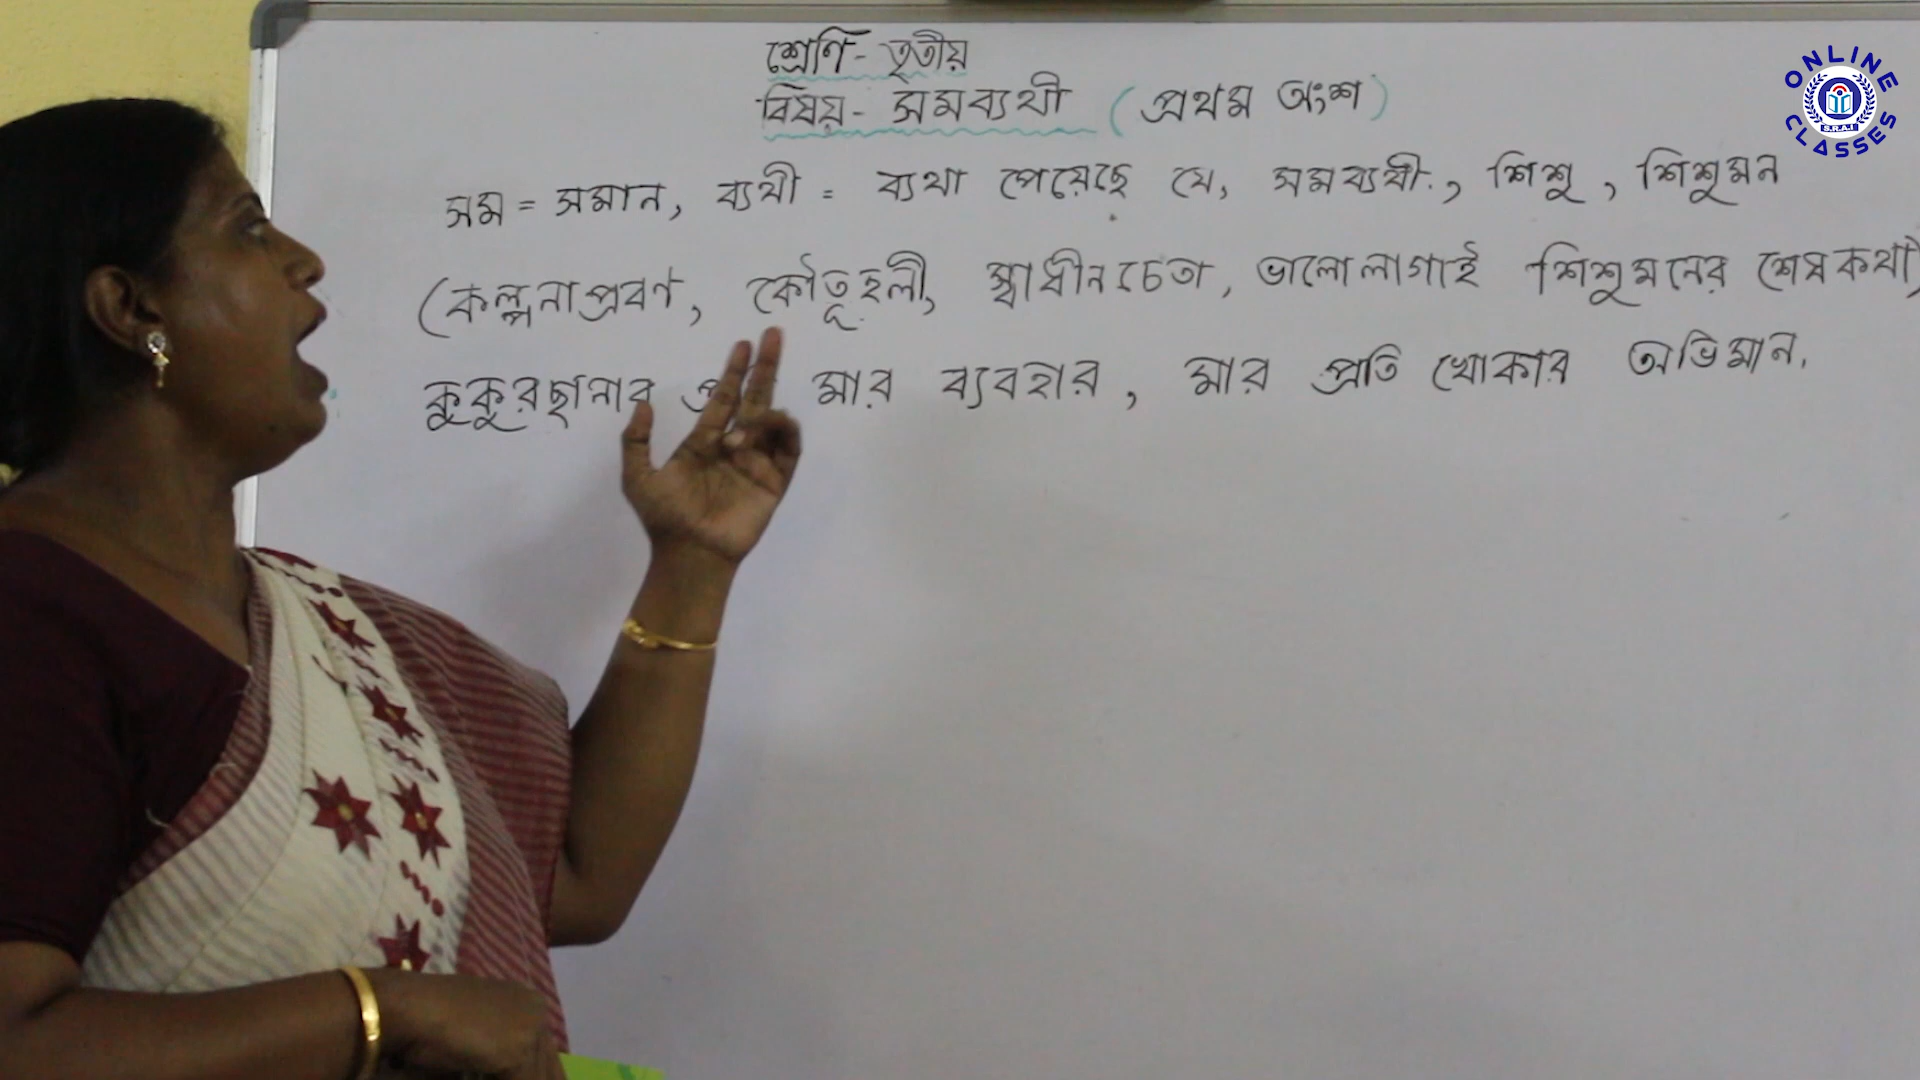 শ্রেণি - তৃতীয়
বিষয় - সমব্যথী (প্রথম অংশ)
সম = সমান, ব্যথী = ব্যথা পেয়েছে যে, সমব্যথী, শিশু, শিশুমন
(কল্পনাপ্রবণ, কৌতূহলী, স্বাধীনচেতা, ভালোলাগাই শিশুমনের শেষকথা)
কুকুরছানার মার ব্যবহার, মার প্রতি খোকার অভিমান.
ONLINE CLASSES
S.R.A.I